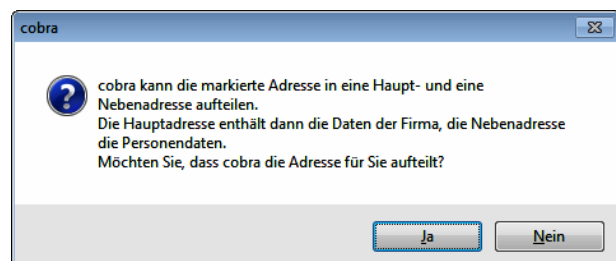 cobra
cobra kann die markierte Adresse in eine Haupt- und eine
Nebenadresse aufteilen.
Die Hauptadresse enthält dann die Daten der Firma, die Nebenadresse
die Personendaten.
Möchten Sie, dass cobra die Adresse für Sie aufteilt?
Ja
Nein